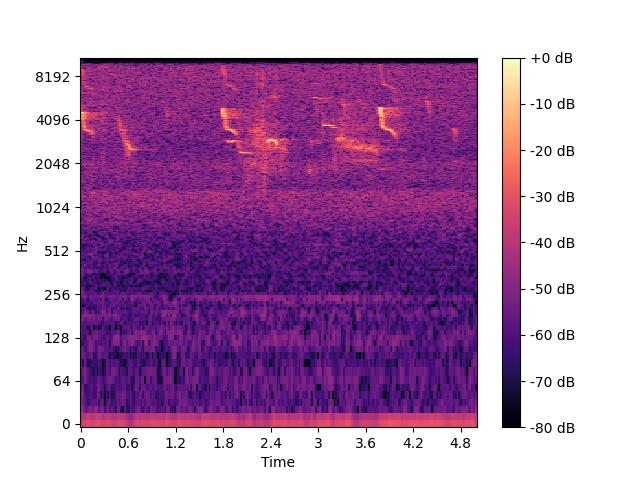 +0 dB
8192
-10 dB
4096
-20 dB
2048
-30 dB
1024
-40 dB
Hz
512
-50 dB
256
-60 dB
128
64
-70 dB
0
-80 dB
0 0.6 1.2 1.8 2.4 3 3.6 4.2 4.8
Time